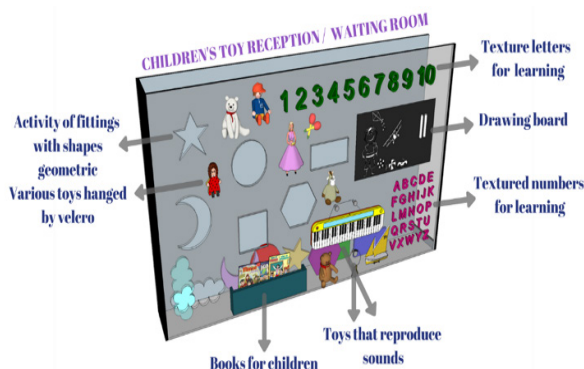 CHILDREN'S TOY RECEPTION / WAITING ROOM
Texture letters
for learning
12345678910
Activity of fittings
with shapes
geometric
Drawing board
Various toys hanged
by velcro
ABCDE
FGHIJK
LMNOP
QRSTU
VXWYZ
Textured numbers
for learning
Toys that reproduce
sounds
Books for children